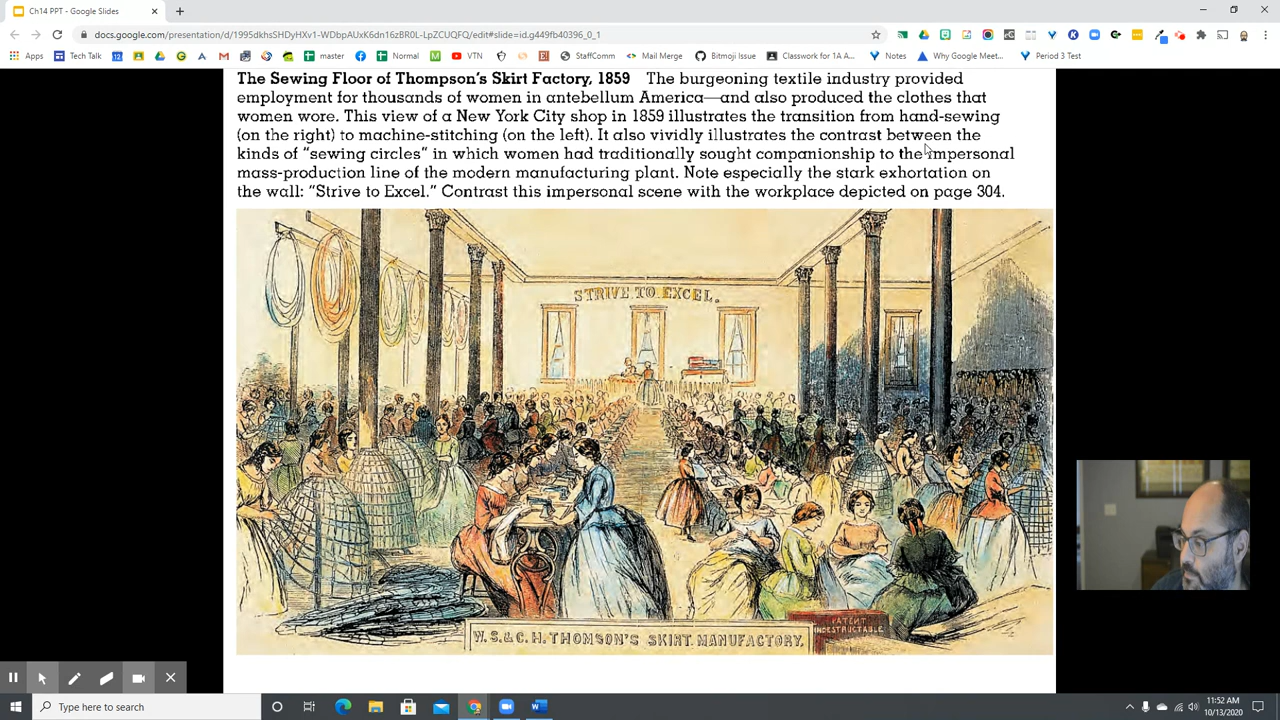 Ch14 PPT - Google Slides
docs.google.com/presentation/d/1995dkhsSHDyHXv1-WDbpAUxK6dn16zbR0L-LpZCUQFQ/edit#slide=id.g449fb40396_0_1
Apps Tech Talk master master YouTube VTN StaffComm Mail Merge Bitmoji Issue Classwork for 1A A... Notes Why Google Meet... Period 3 Test
The Sewing Floor of Thompson's Skirt Factory, 1859 The burgeoning textile industry provided
employment for thousands of women in antebellum America—and also produced the clothes that
women wore. This view of a New York City shop in 1859 illustrates the transition from hand-sewing
(on the right) to machine-stitching (on the left). It also vividly illustrates the contrast between the
kinds of "sewing circles" in which women had traditionally sought companionship to the impersonal
mass-production line of the modern manufacturing plant. Note especially the stark exhortation on
the wall: "Strive to Excel." Contrast this impersonal scene with the workplace depicted on page 304.
STRIVE TO EXCEL.
PATENT
INDESTRUCTABLE
W. S. & C. H. THOMSON'S SKIRT MANUFACTORY.
Type here to search
11:52 AM
10/13/2020